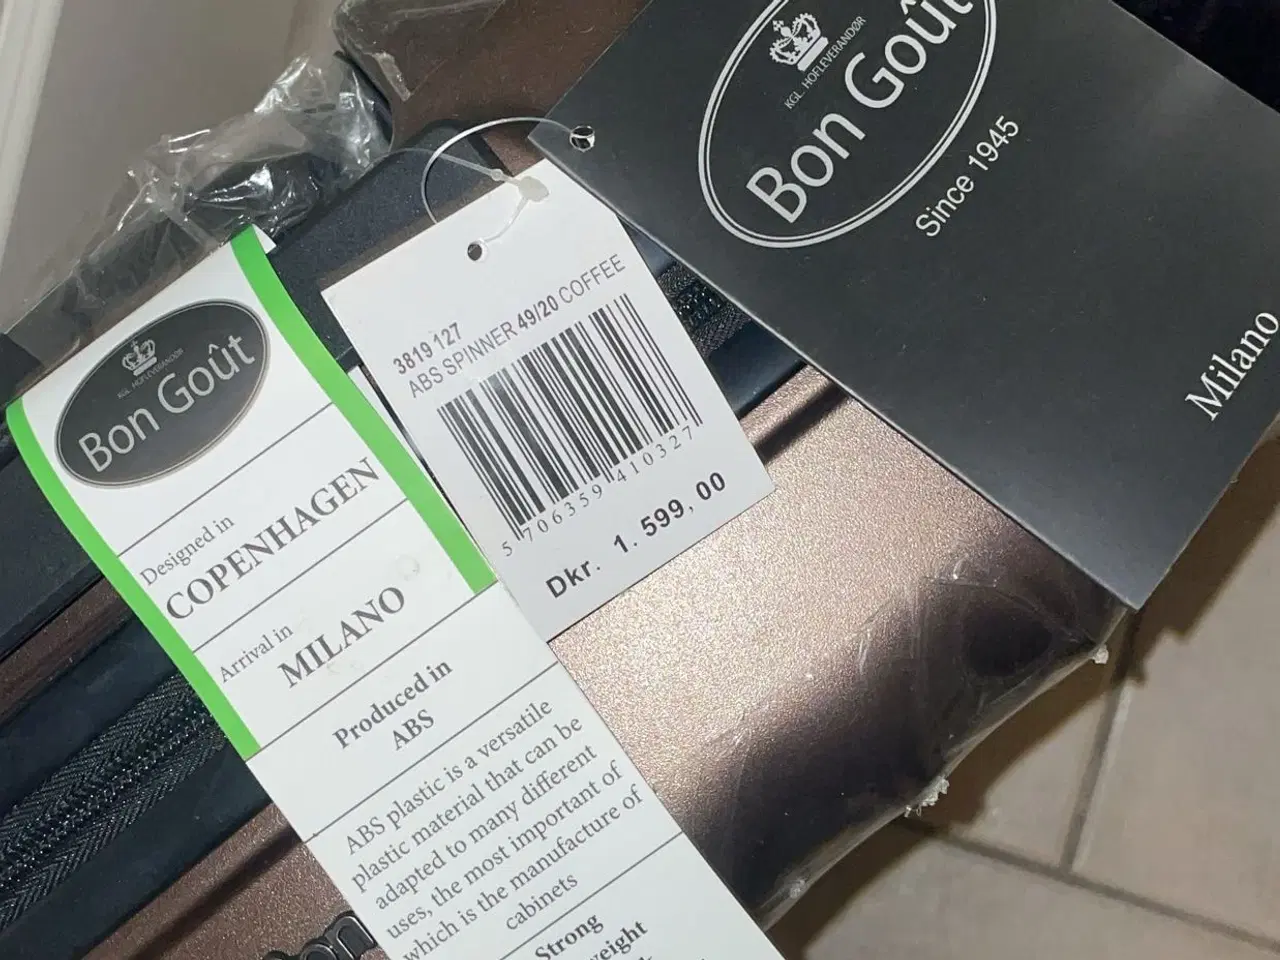 KGL. HOFLEVERANDØR
Bon Goût
Since 1945
Milano
3819127
ABS SPINNER 49/20 COFFEE
5 706359 410327
Dkr. 1.599,00
KGL. HOFLEVERANDØR
Bon Goût
Designed in
COPENHAGEN
Arrival in
MILANO
Produced in
ABS
ABS plastic is a versatile
plastic material that can be
adapted to many different
uses, the most important of
which is the manufacture of
cabinets
Strong